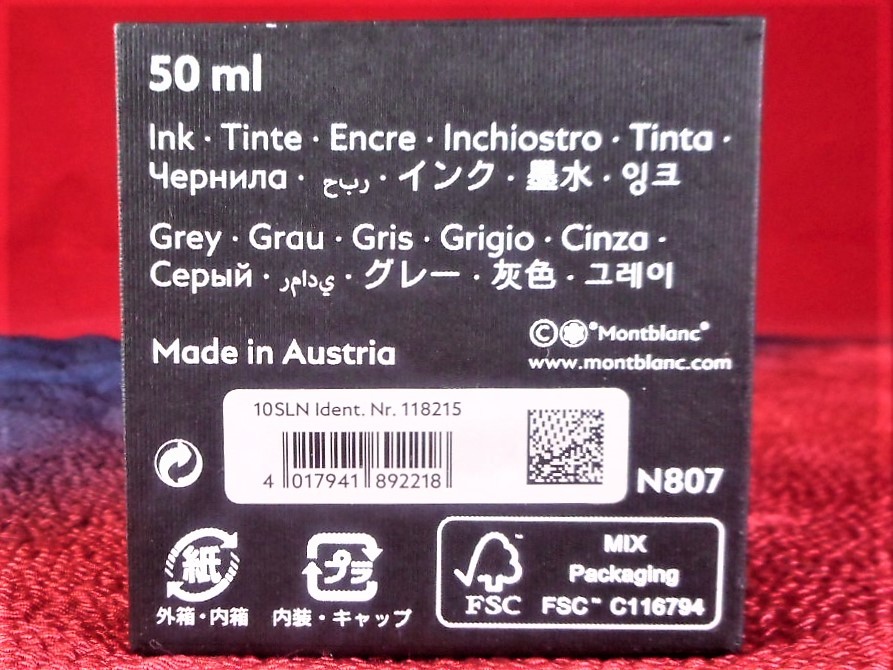 50 ml
Ink · Tinte · Encre · Inchiostro · Tinta ·
Чернила · حبر · インク · 墨水 · 잉크
Grey · Grau · Gris · Grigio · Cinza ·
Серый · رمادي · グレー · 灰色 · 그레이
Made in Austria
© ®Montblanc®
www.montblanc.com
10SLN Ident. Nr. 118215
4 017941 892218
N807
紙
外箱・内箱
プラ
内装・キャップ
FSC™
MIX
Packaging
FSC™ C116794